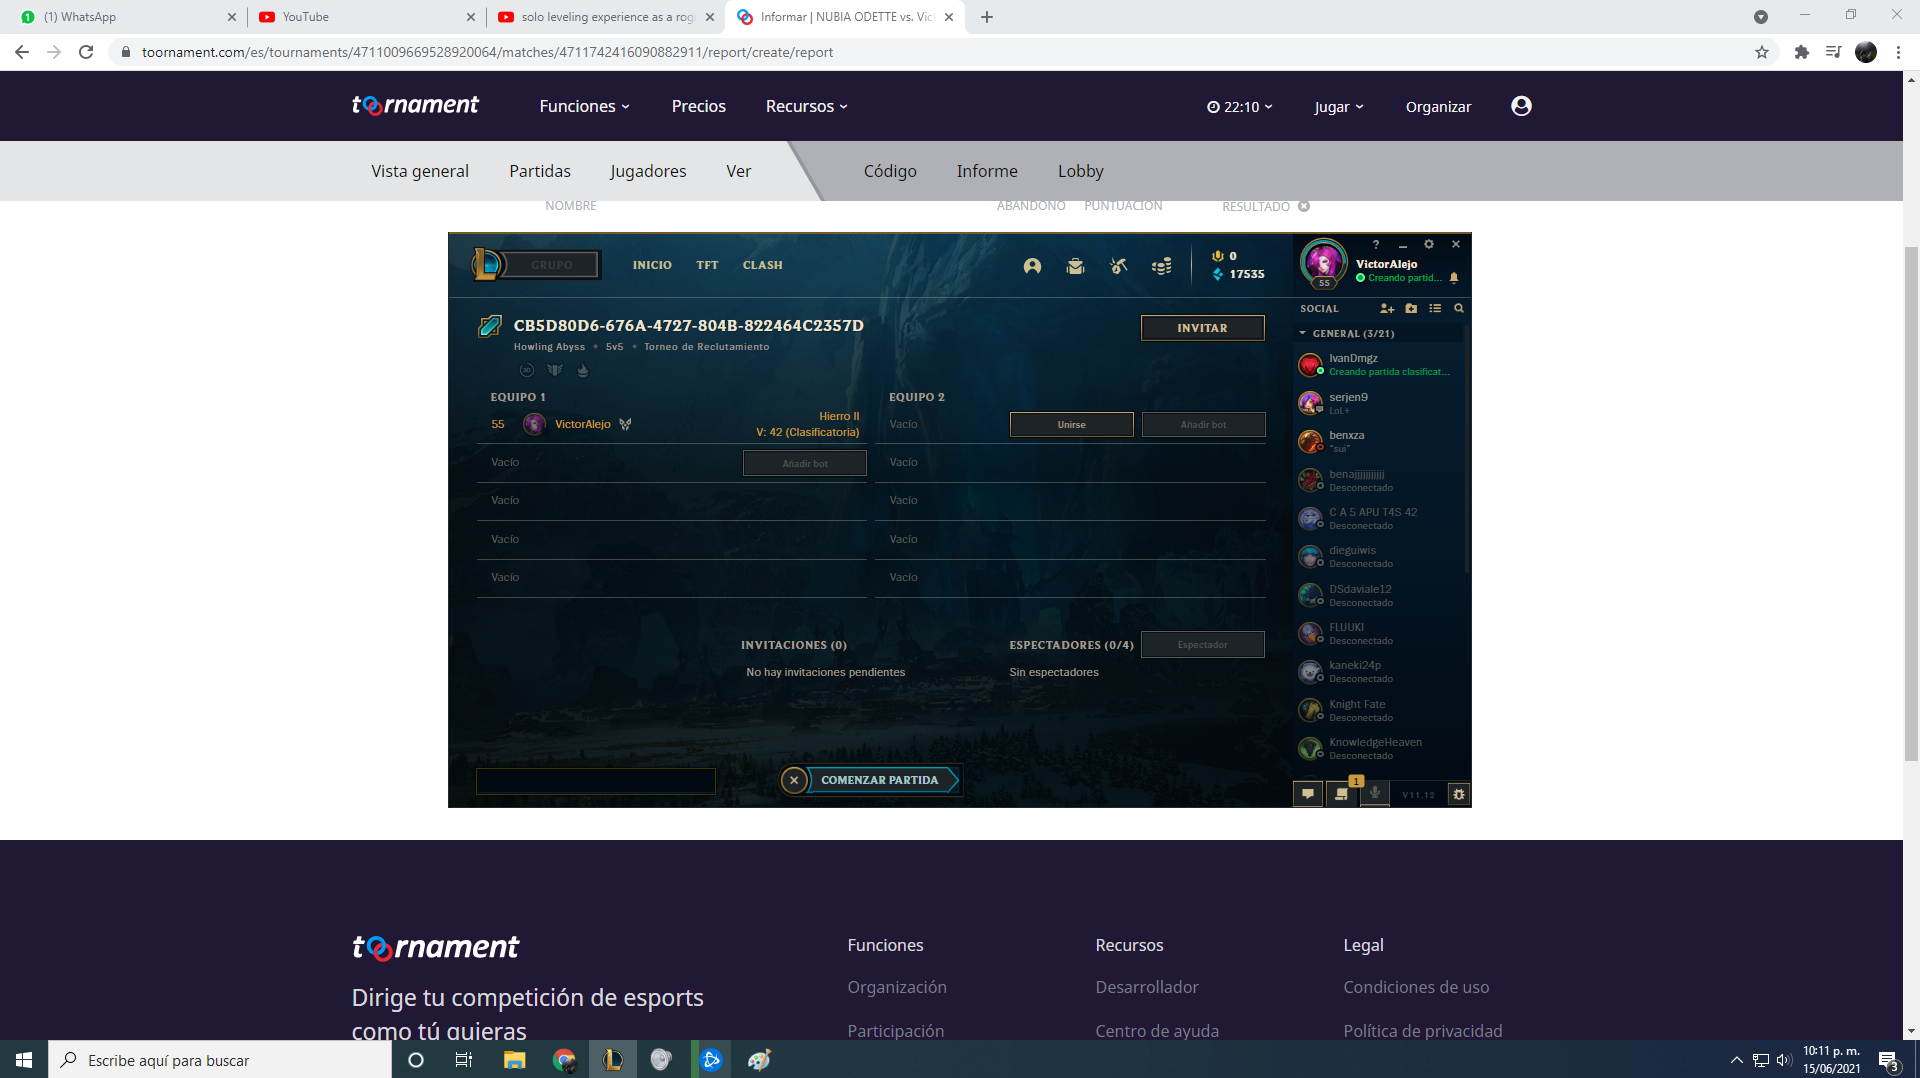 (1) WhatsApp
YouTube
solo leveling experience as a rog
Informar | NUBIA ODETTE vs. Vict
toornament.com/es/tournaments/4711009669528920064/matches/4711742416090882911/report/create/report
toornament
Funciones
Precios
Recursos
22:10
Jugar
Organizar
Vista general
Partidas
Jugadores
Ver
Código
Informe
Lobby
NOMBRE
ABANDONO
PUNTUACIÓN
RESULTADO
GRUPO
INICIO
TFT
CLASH
0
17535
55
VictorAlejo
Creando partid...
CB5D80D6-676A-4727-804B-822464C2357D
Howling Abyss • 5v5 • Torneo de Reclutamiento
30
INVITAR
EQUIPO 1
55 VictorAlejo
Hierro II
V: 42 (Clasificatoria)
Vacío
Añadir bot
Vacío
Vacío
Vacío
EQUIPO 2
Vacío
Unirse
Añadir bot
Vacío
Vacío
Vacío
Vacío
INVITACIONES (0)
No hay invitaciones pendientes
ESPECTADORES (0/4)
Espectador
Sin espectadores
COMENZAR PARTIDA
SOCIAL
GENERAL (3/21)
IvanDmgz
Creando partida clasificat...
serjen9
LoL+
benxza
"sui"
Desconectado
C A 5 APU T4S 42
Desconectado
dieguiwis
Desconectado
DSdaviale12
Desconectado
FLUUKI
Desconectado
kaneki24p
Desconectado
Knight Fate
Desconectado
KnowledgeHeaven
Desconectado
1
V11.12
toornament
Dirige tu competición de esports
como tú quieras
Funciones
Organización
Participación
Recursos
Desarrollador
Centro de ayuda
Legal
Condiciones de uso
Política de privacidad
Escribe aquí para buscar
10:11 p. m.
15/06/2021
3